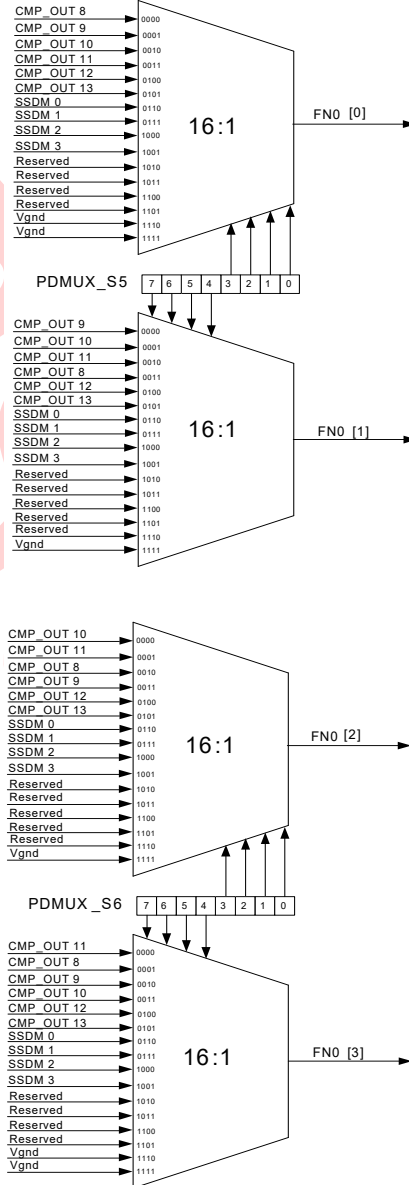 CMP_OUT 8
0000
CMP_OUT 9
0001
CMP_OUT 10
0010
CMP_OUT 11
0011
CMP_OUT 12
0100
CMP_OUT 13
0101
SSDM 0
0110
SSDM 1
0111
SSDM 2
1000
SSDM 3
1001
Reserved
1010
Reserved
1011
Reserved
1100
Reserved
1101
Vgnd
1110
Vgnd
1111
16:1
FN0 [0]
PDMUX_S5
7 6 5 4 3 2 1 0
CMP_OUT 9
0000
CMP_OUT 10
0001
CMP_OUT 11
0010
CMP_OUT 8
0011
CMP_OUT 12
0100
CMP_OUT 13
0101
SSDM 0
0110
SSDM 1
0111
SSDM 2
1000
SSDM 3
1001
Reserved
1010
Reserved
1011
Reserved
1100
Reserved
1101
Reserved
1110
Vgnd
1111
16:1
FN0 [1]
CMP_OUT 10
0000
CMP_OUT 11
0001
CMP_OUT 8
0010
CMP_OUT 9
0011
CMP_OUT 12
0100
CMP_OUT 13
0101
SSDM 0
0110
SSDM 1
0111
SSDM 2
1000
SSDM 3
1001
Reserved
1010
Reserved
1011
Reserved
1100
Reserved
1101
Reserved
1110
Vgnd
1111
16:1
FN0 [2]
PDMUX_S6
7 6 5 4 3 2 1 0
CMP_OUT 11
0000
CMP_OUT 8
0001
CMP_OUT 9
0010
CMP_OUT 10
0011
CMP_OUT 12
0100
CMP_OUT 13
0101
SSDM 0
0110
SSDM 1
0111
SSDM 2
1000
SSDM 3
1001
Reserved
1010
Reserved
1011
Reserved
1100
Reserved
1101
Vgnd
1110
Vgnd
1111
16:1
FN0 [3]